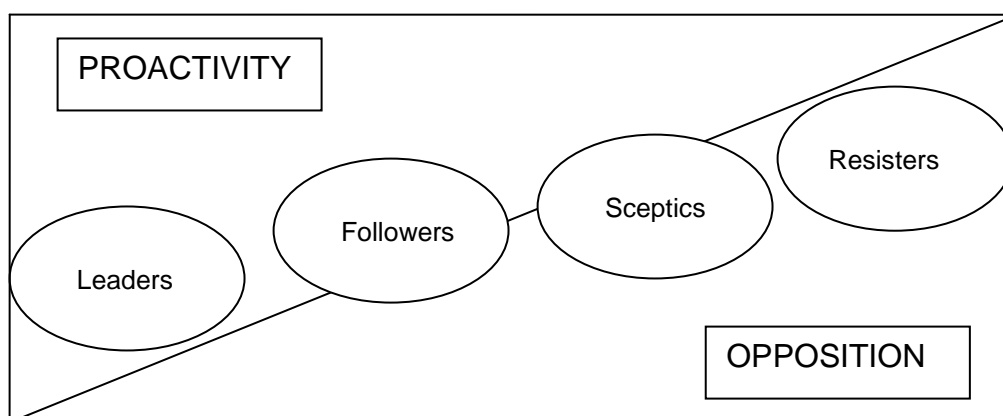 PROACTIVITY
Resisters
Sceptics
Followers
Leaders
OPPOSITION